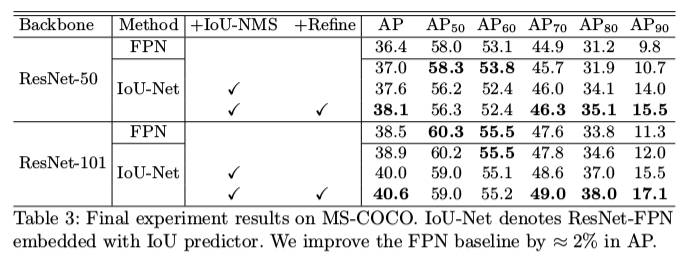 Backbone Method +IoU-NMS +Refine AP AP50 AP60 AP70 AP80 AP90
ResNet-50 FPN 36.4 58.0 53.1 44.9 31.2 9.8
IoU-Net 37.0 58.3 53.8 45.7 31.9 10.7
✓ 37.6 56.2 52.4 46.0 34.1 14.0
✓ ✓ 38.1 56.3 52.4 46.3 35.1 15.5
ResNet-101 FPN 38.5 60.3 55.5 47.6 33.8 11.3
IoU-Net 38.9 60.2 55.5 47.8 34.6 12.0
✓ 40.0 59.0 55.1 48.6 37.0 15.5
✓ ✓ 40.6 59.0 55.2 49.0 38.0 17.1
Table 3: Final experiment results on MS-COCO. IoU-Net denotes ResNet-FPN
embedded with IoU predictor. We improve the FPN baseline by ≈ 2% in AP.